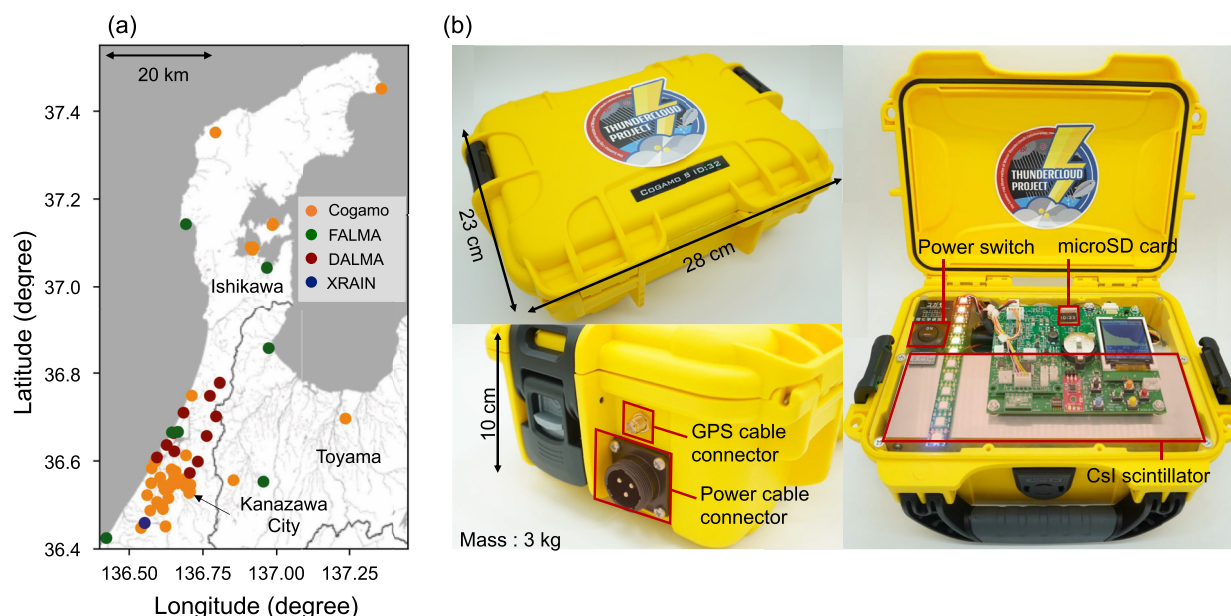 (a)
20 km
37.4
37.2
37.0
36.8
36.6
36.4
Latitude (degree)
136.50
136.75
137.00
137.25
Longitude (degree)
Cogamo
FALMA
DALMA
XRAIN
Ishikawa
Toyama
Kanazawa
City
(b)
THUNDERCLOUD
PROJECT
COGAMO 5 ID:32
23 cm
28 cm
10 cm
GPS cable
connector
Power cable
connector
Mass : 3 kg
THUNDERCLOUD
PROJECT
Power switch
microSD card
CsI scintillator